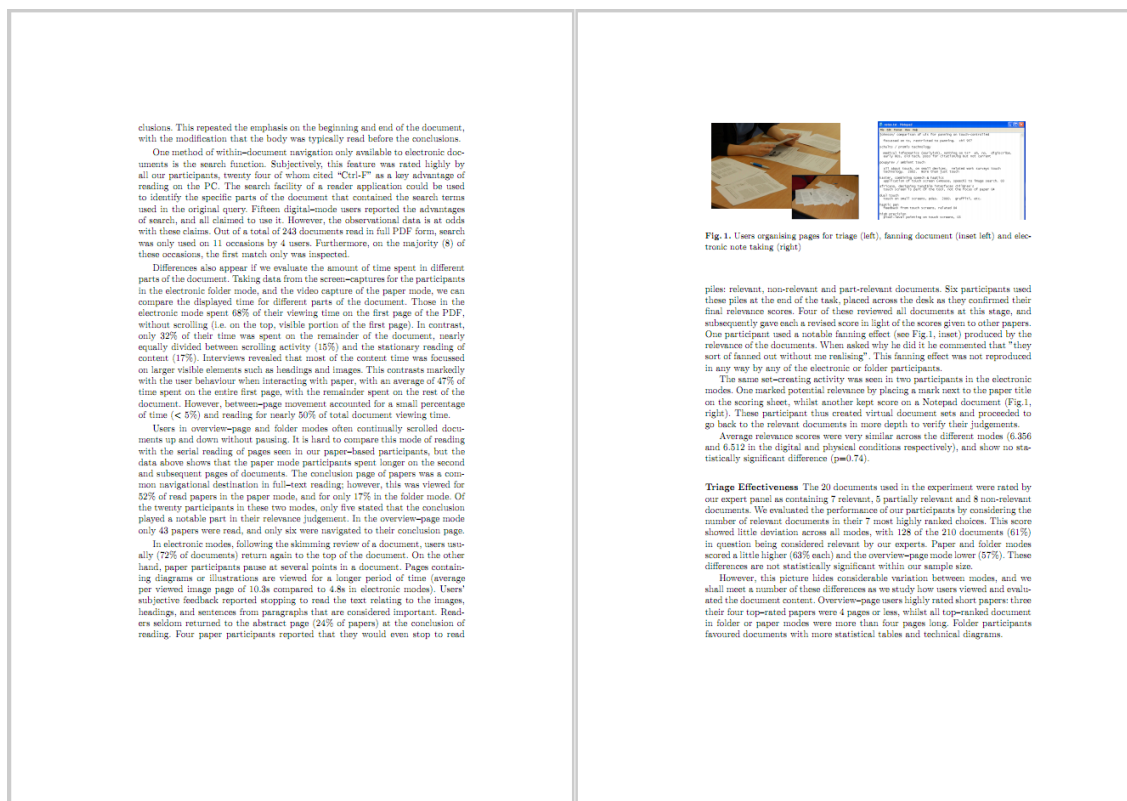 clusions. This repeated the emphasis on the beginning and end of the document,
with the modification that the body was typically read before the conclusions.
One method of within–document navigation only available to electronic doc-
uments is the search function. Subjectively, this feature was rated highly by
all our participants, twenty four of whom cited "Ctrl-F" as a key advantage of
reading on the PC. The search facility of a reader application could be used
to identify the specific parts of the document that contained the search terms
used in the original query. Fifteen digital–mode users reported the advantages
of search, and all claimed to use it. However, the observational data is at odds
with these claims. Out of a total of 243 documents read in full PDF form, search
was only used on 11 occasions by 4 users. Furthermore, on the majority (8) of
these occasions, the first match only was inspected.
Differences also appear if we evaluate the amount of time spent in different
parts of the document. Taking data from the screen–captures for the participants
in the electronic folder mode, and the video capture of the paper mode, we can
compare the displayed time for different parts of the document. Those in the
electronic mode spent 68% of their viewing time on the first page of the PDF,
without scrolling (i.e. on the top, visible portion of the first page). In contrast,
only 32% of their time was spent on the remainder of the document, nearly
equally divided between scrolling activity (15%) and the stationary reading of
content (17%). Interviews revealed that most of the content time was focussed
on larger visible elements such as headings and images. This contrasts markedly
with the user behaviour when interacting with paper, with an average of 47% of
time spent on the entire first page, with the remainder spent on the rest of the
document. However, between–page movement accounted for a small percentage
of time (< 5%) and reading for nearly 50% of total document viewing time.
Users in overview–page and folder modes often continually scrolled docu-
ments up and down without pausing. It is hard to compare this mode of reading
with the serial reading of pages seen in our paper–based participants, but the
data above shows that the paper mode participants spent longer on the second
and subsequent pages of documents. The conclusion page of papers was a com-
mon navigational destination in full–text reading; however, this was viewed for
52% of read papers in the paper mode, and for only 17% in the folder mode. Of
the twenty participants in these two modes, only five stated that the conclusion
played a notable part in their relevance judgement. In the overview–page mode
only 43 papers were read, and only six were navigated to their conclusion page.
In electronic modes, following the skimming review of a document, users usu-
ally (72% of documents) return again to the top of the document. On the other
hand, paper participants pause at several points in a document. Pages contain-
ing diagrams or illustrations are viewed for a longer period of time (average
per viewed image page of 10.3s compared to 4.8s in electronic modes). Users'
subjective feedback reported stopping to read the text relating to the images,
headings, and sentences from paragraphs that are considered important. Read-
ers seldom returned to the abstract page (24% of papers) at the conclusion of
reading. Four paper participants reported that they would even stop to read
Fig. 1. Users organising pages for triage (left), fanning document (inset left) and elec-
tronic note taking (right)
piles: relevant, non-relevant and part-relevant documents. Six participants used
these piles at the end of the task, placed across the desk as they confirmed their
final relevance scores. Four of these reviewed all documents at this stage, and
subsequently gave each a revised score in light of the scores given to other papers.
One participant used a notable fanning effect (see Fig.1, inset) produced by the
relevance of the documents. When asked why he did it he commented that "they
sort of fanned out without me realising". This fanning effect was not reproduced
in any way by any of the electronic or folder participants.
The same set–creating activity was seen in two participants in the electronic
modes. One marked potential relevance by placing a mark next to the paper title
on the scoring sheet, whilst another kept score on a Notepad document (Fig.1,
right). These participant thus created virtual document sets and proceeded to
go back to the relevant documents in more depth to verify their judgements.
Average relevance scores were very similar across the different modes (6.356
and 6.512 in the digital and physical conditions respectively), and show no sta-
tistically significant difference (p=0.74).
Triage Effectiveness The 20 documents used in the experiment were rated by
our expert panel as containing 7 relevant, 5 partially relevant and 8 non-relevant
documents. We evaluated the performance of our participants by considering the
number of relevant documents in their 7 most highly ranked choices. This score
showed little deviation across all modes, with 128 of the 210 documents (61%)
in question being considered relevant by our experts. Paper and folder modes
scored a little higher (63% each) and the overview–page mode lower (57%). These
differences are not statistically significant within our sample size.
However, this picture hides considerable variation between modes, and we
shall meet a number of these differences as we study how users viewed and evalu-
ated the document content. Overview–page users highly rated short papers: three
their four top–rated papers were 4 pages or less, whilst all top–ranked document
in folder or paper modes were more than four pages long. Folder participants
favoured documents with more statistical tables and technical diagrams.